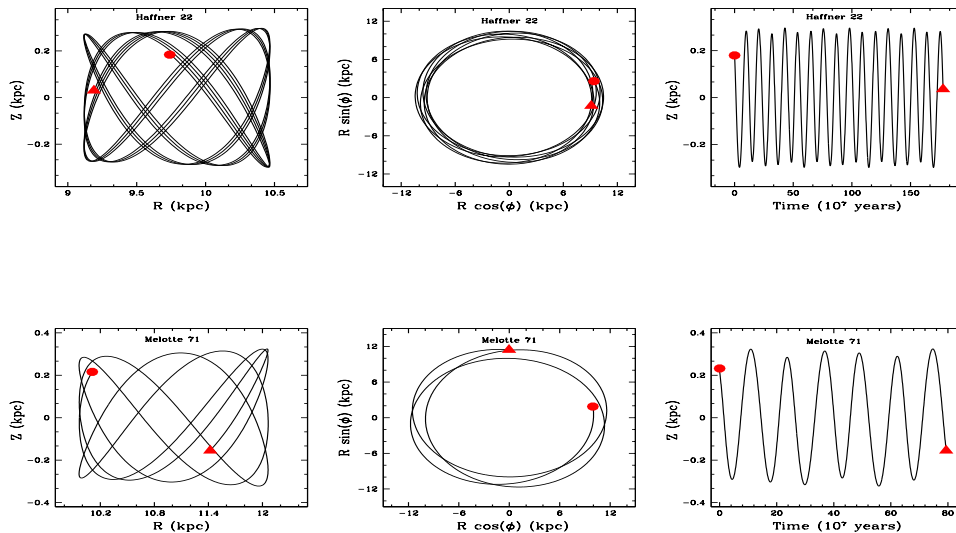 Haffner 22
Z (kpc)
0.2
0
−0.2
9
9.5
10
10.5
R (kpc)
Haffner 22
R sin(ϕ) (kpc)
12
6
0
−6
−12
−12
−6
0
6
12
R cos(ϕ) (kpc)
Haffner 22
Z (kpc)
0.2
0
−0.2
0
50
100
150
Time (10⁷ years)
Melotte 71
Z (kpc)
0.4
0.2
0
−0.2
−0.4
10.2
10.8
11.4
12
R (kpc)
Melotte 71
R sin(ϕ) (kpc)
12
6
0
−6
−12
−12
−6
0
6
12
R cos(ϕ) (kpc)
Melotte 71
Z (kpc)
0.4
0.2
0
−0.2
−0.4
0
20
40
60
80
Time (10⁷ years)